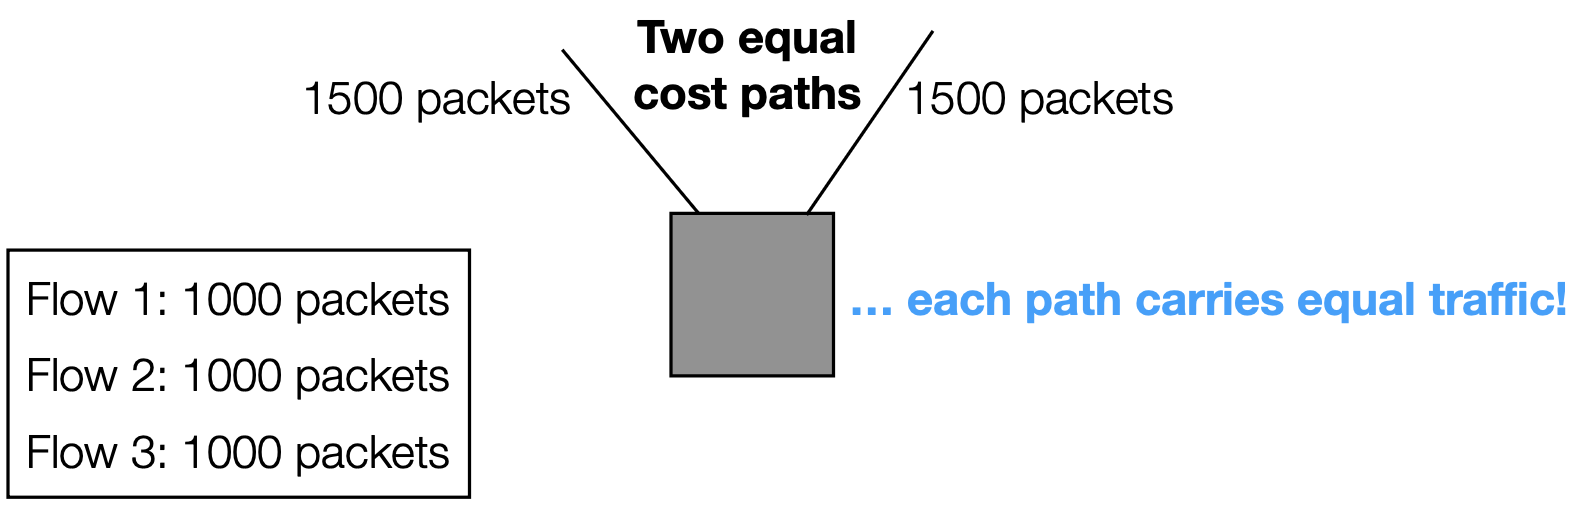 Two equal
cost paths
1500 packets
1500 packets
Flow 1: 1000 packets
Flow 2: 1000 packets
Flow 3: 1000 packets
... each path carries equal traffic!